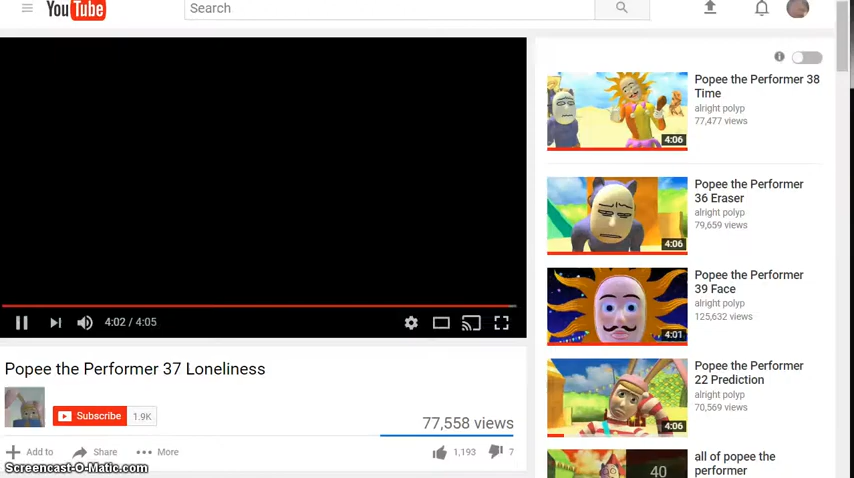 YouTube
Search
Popee the Performer 38
Time
alright polyp
77,477 views
4:06
Popee the Performer
36 Eraser
alright polyp
79,659 views
4:06
Popee the Performer
39 Face
alright polyp
125,632 views
4:01
Popee the Performer
22 Prediction
alright polyp
70,569 views
4:06
all of popee the
performer
40
4:02 / 4:05
Popee the Performer 37 Loneliness
Subscribe 1.9K
77,558 views
Add to Share More
1,193 7
Screencast-O-Matic.com